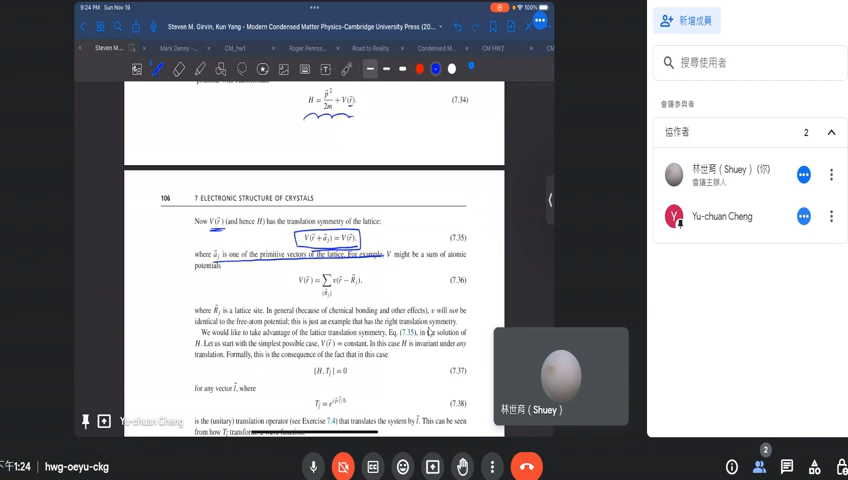 9:24 PM Sun Nov 19
100%
Steven M. Girvin, Kun Yang - Modern Condensed Matter Physics-Cambridge University Press (20...
Steven M....
Mark Denny -...
CM_hw1
Roger Penros...
Road to Reality
Condensed M...
CM HW2
CM
H = p⃗²/2m + V(r⃗). (7.34)
106 7 ELECTRONIC STRUCTURE OF CRYSTALS
Now V(r⃗) (and hence H) has the translation symmetry of the lattice:
V(r⃗ + a⃗ⱼ) = V(r⃗), (7.35)
where a⃗ⱼ is one of the primitive vectors of the lattice. For example, V might be a sum of atomic
potentials
V(r⃗) = ∑{R⃗ⱼ} v(r⃗ − R⃗ⱼ), (7.36)
where R⃗ⱼ is a lattice site. In general (because of chemical bonding and other effects), v will not be
identical to the free-atom potential; this is just an example that has the right translation symmetry.
We would like to take advantage of the lattice translation symmetry, Eq. (7.35), in the solution of
H. Let us start with the simplest possible case, V(r⃗) = constant. In this case H is invariant under any
translation. Formally, this is the consequence of the fact that in this case
[H, T_l⃗] = 0 (7.37)
for any vector l⃗, where
T_l⃗ = e^{ip⃗·l⃗/ħ} (7.38)
is the (unitary) translation operator (see Exercise 7.4) that translates the system by l⃗. This can be seen
from how T_l⃗ transforms a wave function:
Yu-chuan Cheng
林世育 (Shuey)
新增成員
搜尋使用者
會議參與者
協作者 2
林世育 (Shuey) (你)
會議主辦人
Y
Yu-chuan Cheng
下午1:24 | hwg-oeyu-ckg
2